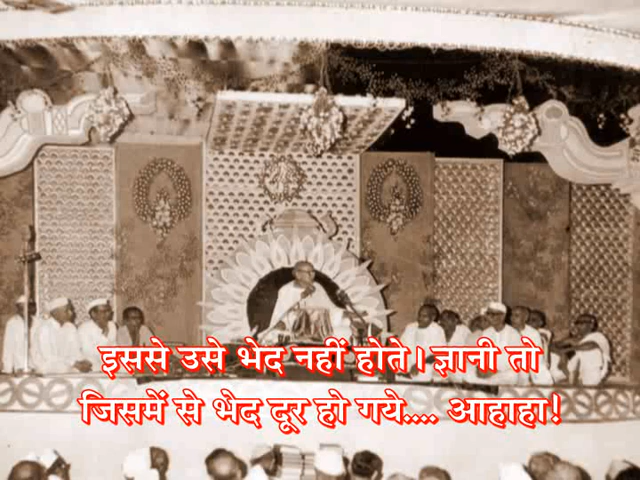 इससे उसे भेद नहीं होते। ज्ञानी तो
जिसमें से भेद दूर हो गये.... आहाहा!